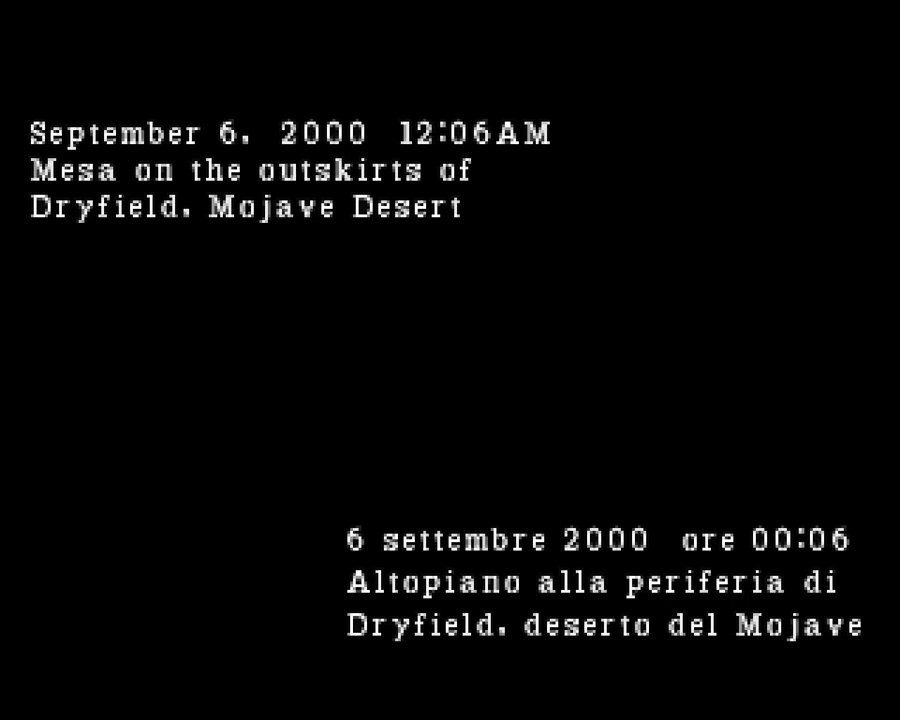 September 6, 2000 12:06AM
Mesa on the outskirts of
Dryfield, Mojave Desert
6 settembre 2000 ore 00:06
Altopiano alla periferia di
Dryfield, deserto del Mojave